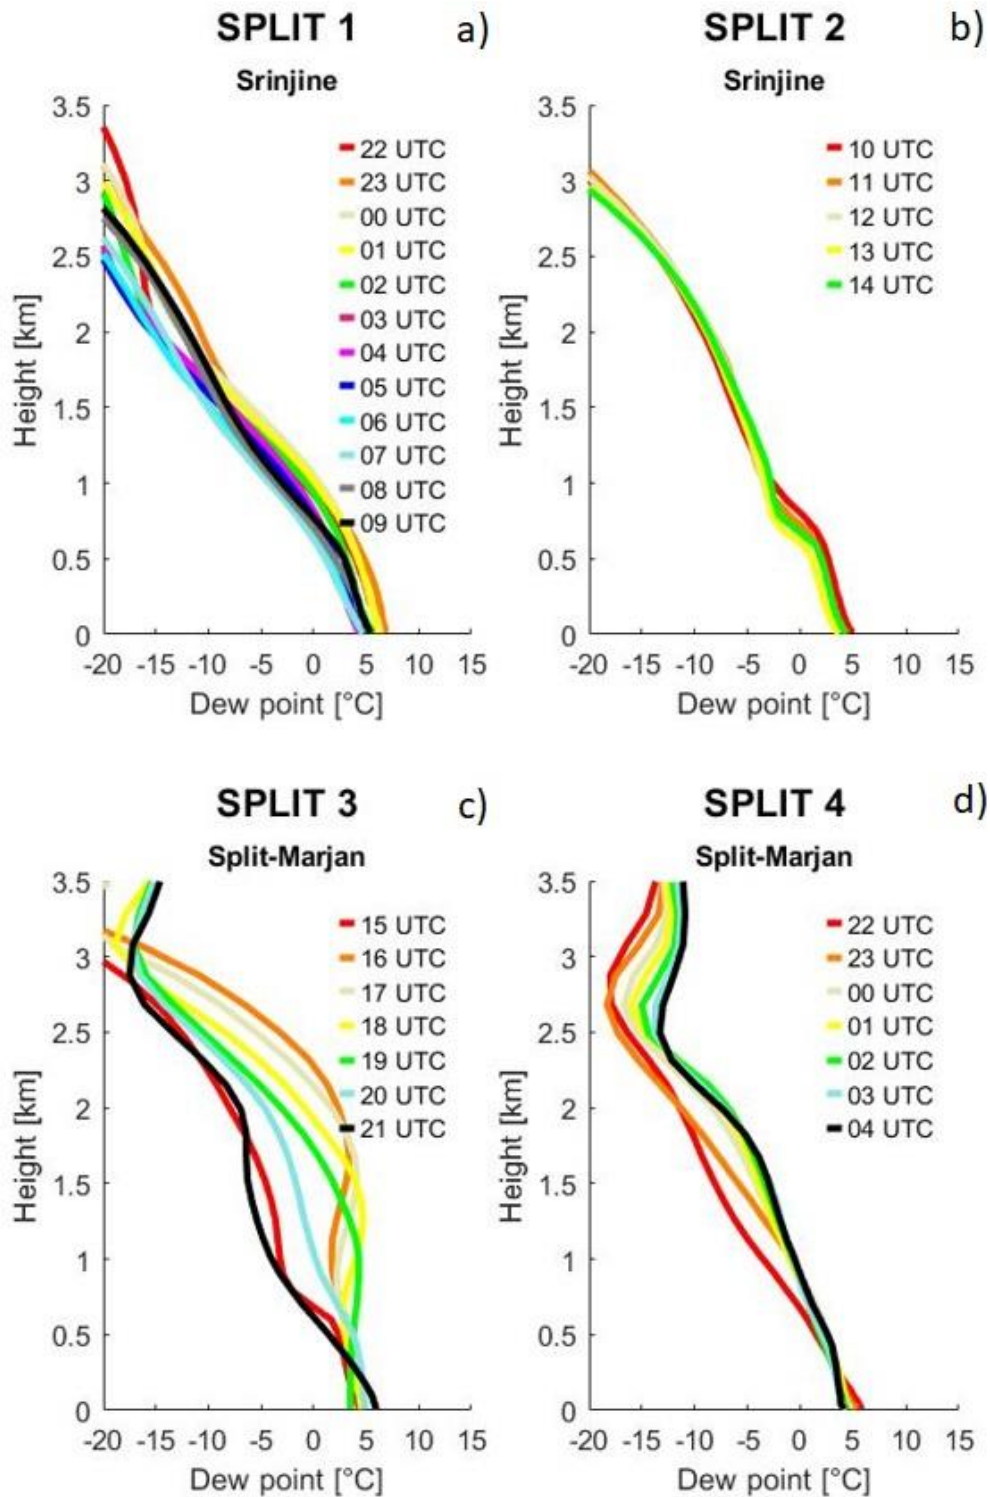 SPLIT 1 a)
Srinjine
3.5
3
2.5
2
1.5
1
0.5
0
Height [km]
22 UTC
23 UTC
00 UTC
01 UTC
02 UTC
03 UTC
04 UTC
05 UTC
06 UTC
07 UTC
08 UTC
09 UTC
-20 -15 -10 -5 0 5 10 15
Dew point [°C]
SPLIT 2 b)
Srinjine
3.5
3
2.5
2
1.5
1
0.5
0
Height [km]
10 UTC
11 UTC
12 UTC
13 UTC
14 UTC
-20 -15 -10 -5 0 5 10 15
Dew point [°C]
SPLIT 3 c)
Split-Marjan
3.5
3
2.5
2
1.5
1
0.5
0
Height [km]
15 UTC
16 UTC
17 UTC
18 UTC
19 UTC
20 UTC
21 UTC
-20 -15 -10 -5 0 5 10 15
Dew point [°C]
SPLIT 4 d)
Split-Marjan
3.5
3
2.5
2
1.5
1
0.5
0
Height [km]
22 UTC
23 UTC
00 UTC
01 UTC
02 UTC
03 UTC
04 UTC
-20 -15 -10 -5 0 5 10 15
Dew point [°C]